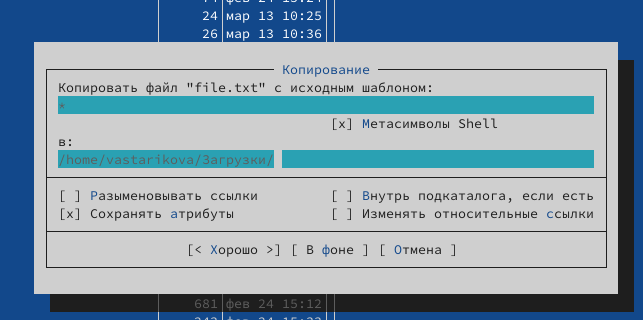 24 мар 13 10:25
26 мар 13 10:36
Копирование
Копировать файл "file.txt" с исходным шаблоном:
*
[x] Метасимволы Shell
в:
/home/vastarikova/Загрузки/
[ ] Разыменовывать ссылки [ ] Внутрь подкаталога, если есть
[x] Сохранять атрибуты [ ] Изменять относительные ссылки
[< Хорошо >] [ В фоне ] [ Отмена ]
681 фев 24 15:12